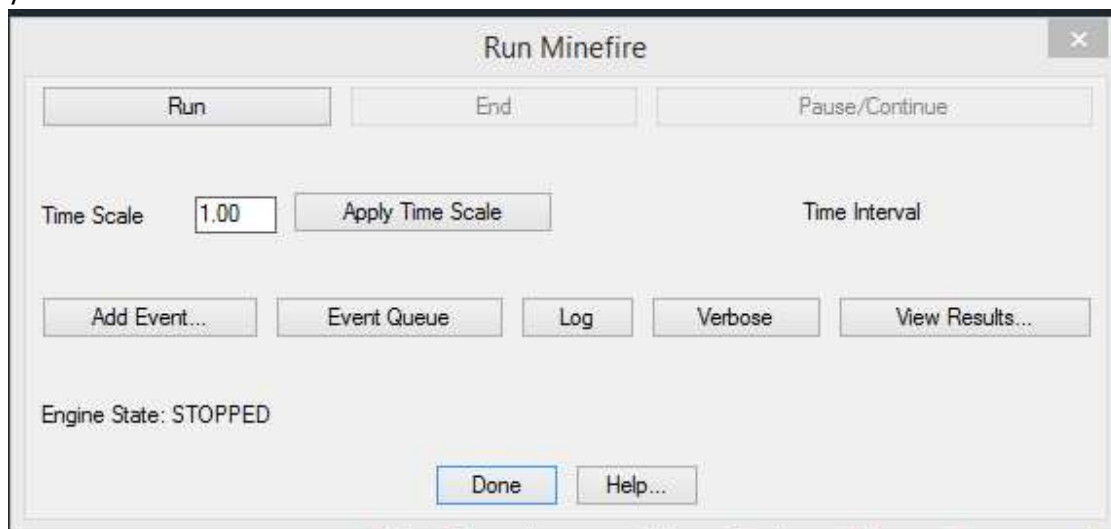 Run Minefire
Run End Pause/Continue
Time Scale 1.00 Apply Time Scale Time Interval
Add Event... Event Queue Log Verbose View Results...
Engine State: STOPPED
Done Help...